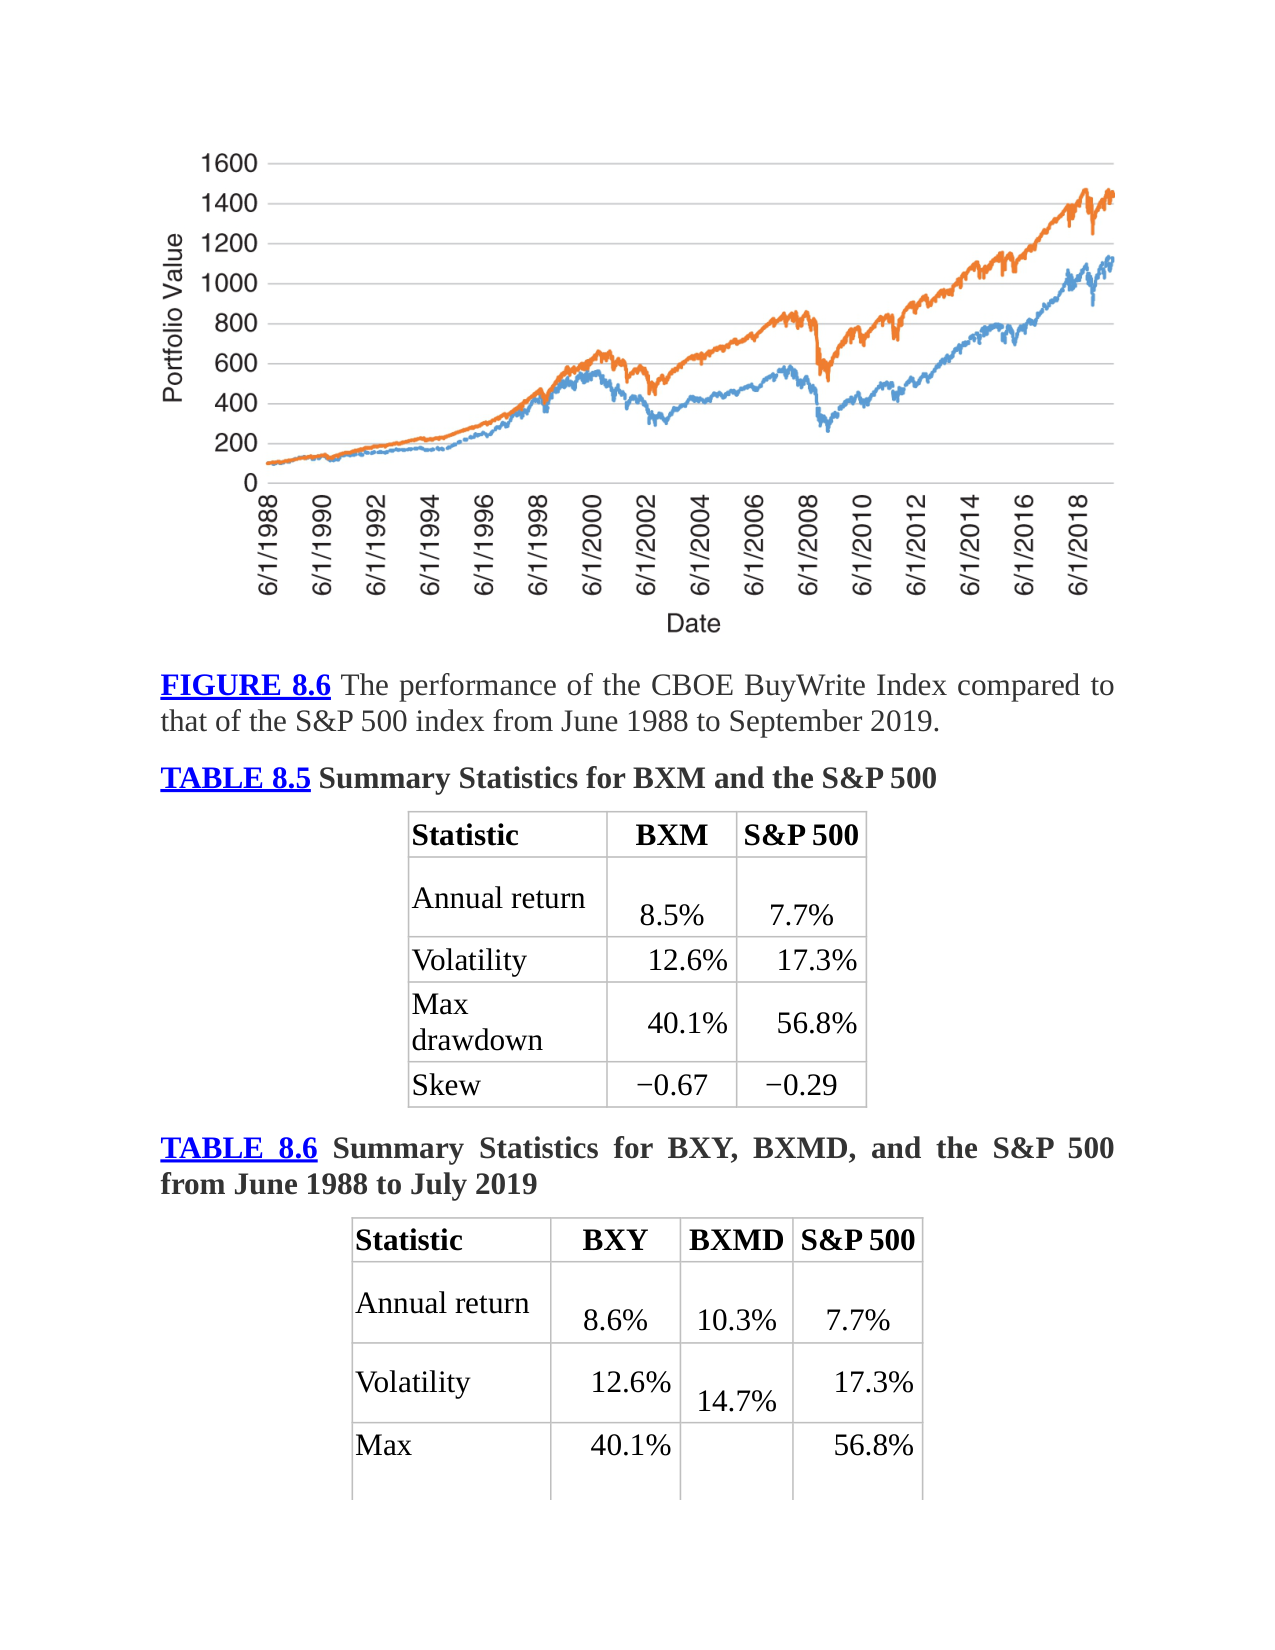 1600
1400
1200
1000
800
600
400
200
0
Portfolio Value
6/1/1988
6/1/1990
6/1/1992
6/1/1994
6/1/1996
6/1/1998
6/1/2000
6/1/2002
6/1/2004
6/1/2006
6/1/2008
6/1/2010
6/1/2012
6/1/2014
6/1/2016
6/1/2018
Date
FIGURE 8.6 The performance of the CBOE BuyWrite Index compared to
that of the S&P 500 index from June 1988 to September 2019.
TABLE 8.5 Summary Statistics for BXM and the S&P 500
Statistic BXM S&P 500
Annual return 8.5% 7.7%
Volatility 12.6% 17.3%
Max
drawdown 40.1% 56.8%
Skew −0.67 −0.29
TABLE 8.6 Summary Statistics for BXY, BXMD, and the S&P 500
from June 1988 to July 2019
Statistic BXY BXMD S&P 500
Annual return 8.6% 10.3% 7.7%
Volatility 12.6% 14.7% 17.3%
Max 40.1% 56.8%